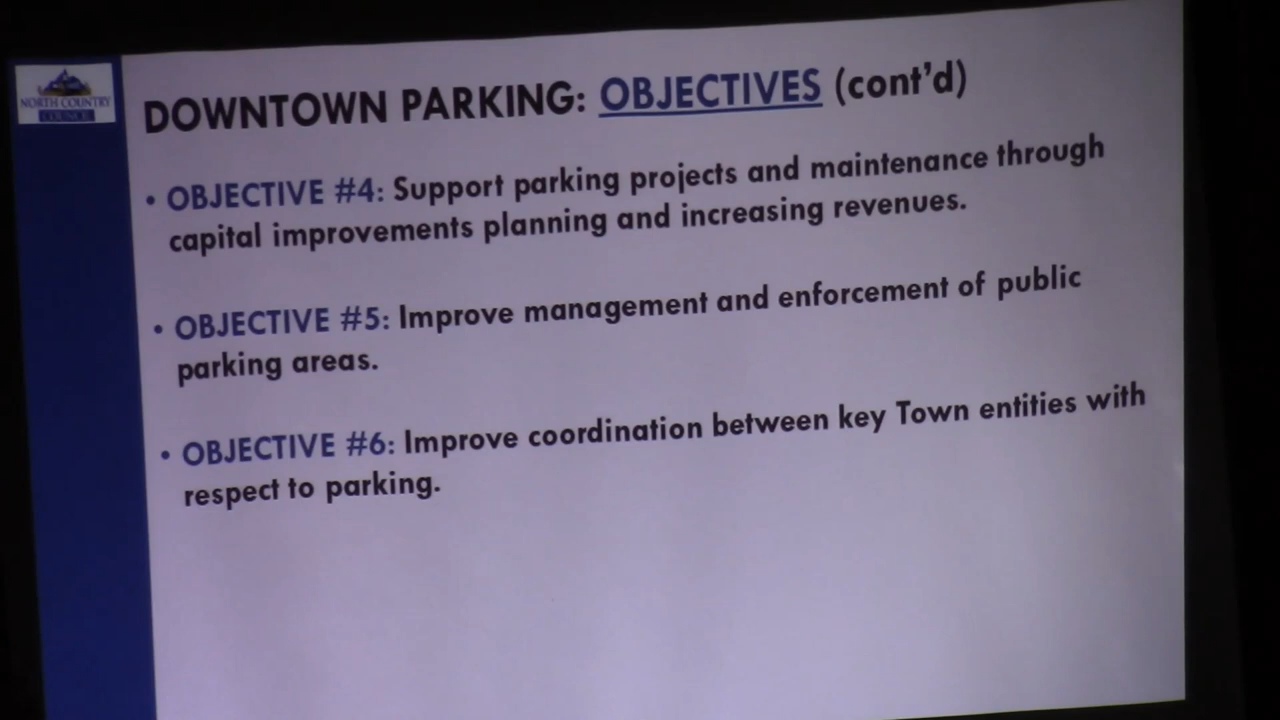 NORTH COUNTRY
COUNCIL
DOWNTOWN PARKING: OBJECTIVES (cont'd)
• OBJECTIVE #4: Support parking projects and maintenance through
capital improvements planning and increasing revenues.
• OBJECTIVE #5: Improve management and enforcement of public
parking areas.
• OBJECTIVE #6: Improve coordination between key Town entities with
respect to parking.